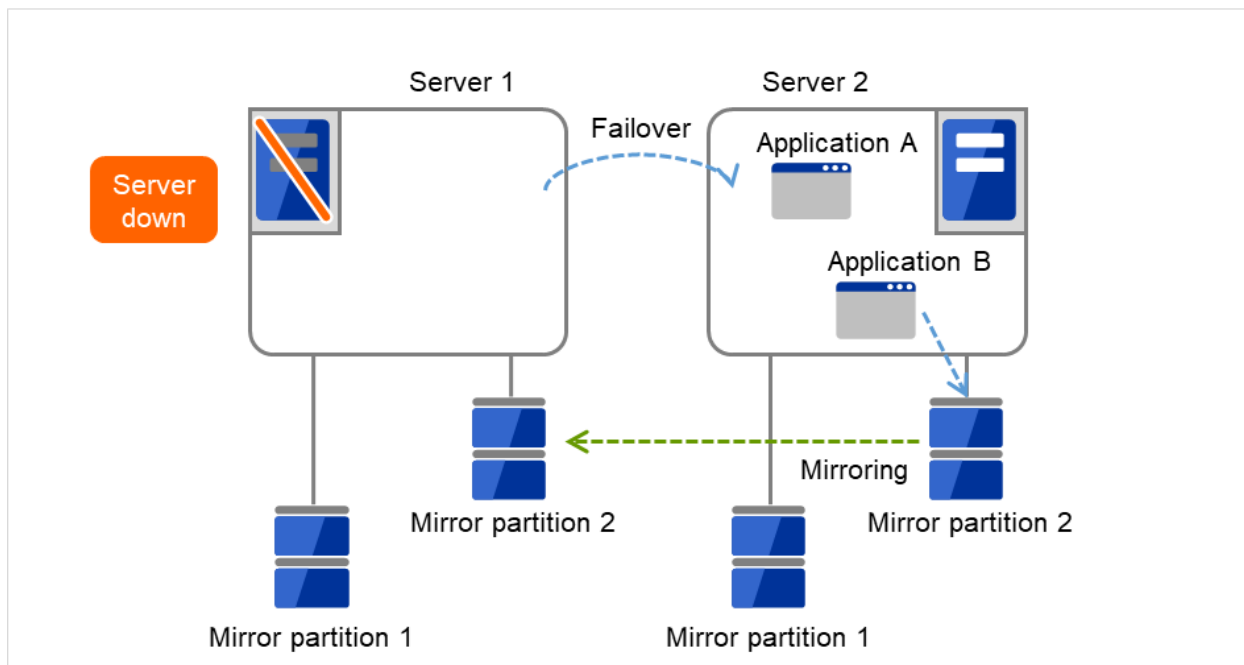 Server 1
Server 2
Failover
Application A
Server
down
Application B
Mirroring
Mirror partition 2
Mirror partition 2
Mirror partition 1
Mirror partition 1